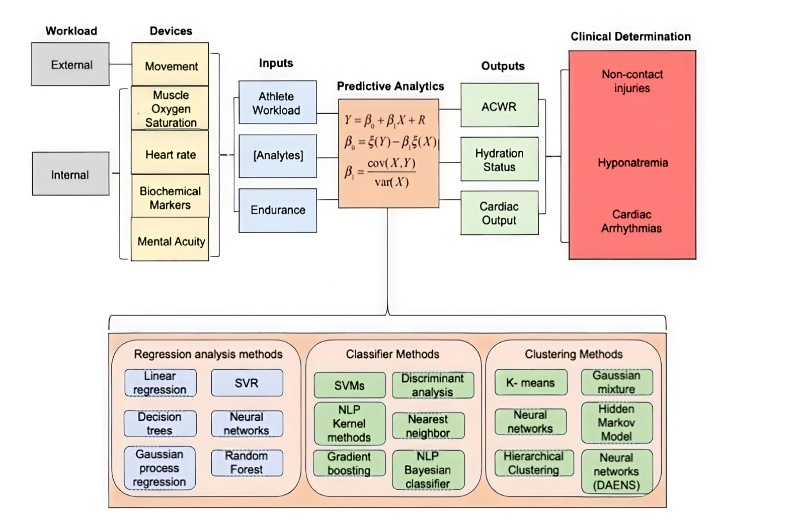 Workload
Devices
Inputs
Predictive Analytics
Outputs
Clinical Determination
External
Internal
Movement
Muscle
Oxygen
Saturation
Heart rate
Biochemical
Markers
Mental Acuity
Athlete
Workload
[Analytes]
Endurance
Y = β₀ + β₁X + R
β₀ = ξ(Y) − β₁ξ(X)
β₁ = cov(X,Y)
var(X)
ACWR
Hydration
Status
Cardiac
Output
Non-contact
injuries
Hyponatremia
Cardiac
Arrhythmias
Regression analysis methods
Linear
regression
SVR
Decision
trees
Neural
networks
Gaussian
process
regression
Random
Forest
Classifier Methods
SVMs
Discriminant
analysis
NLP
Kernel
methods
Nearest
neighbor
Gradient
boosting
NLP
Bayesian
classifier
Clustering Methods
K- means
Gaussian
mixture
Neural
networks
Hidden
Markov
Model
Hierarchical
Clustering
Neural
networks
(DAENS)